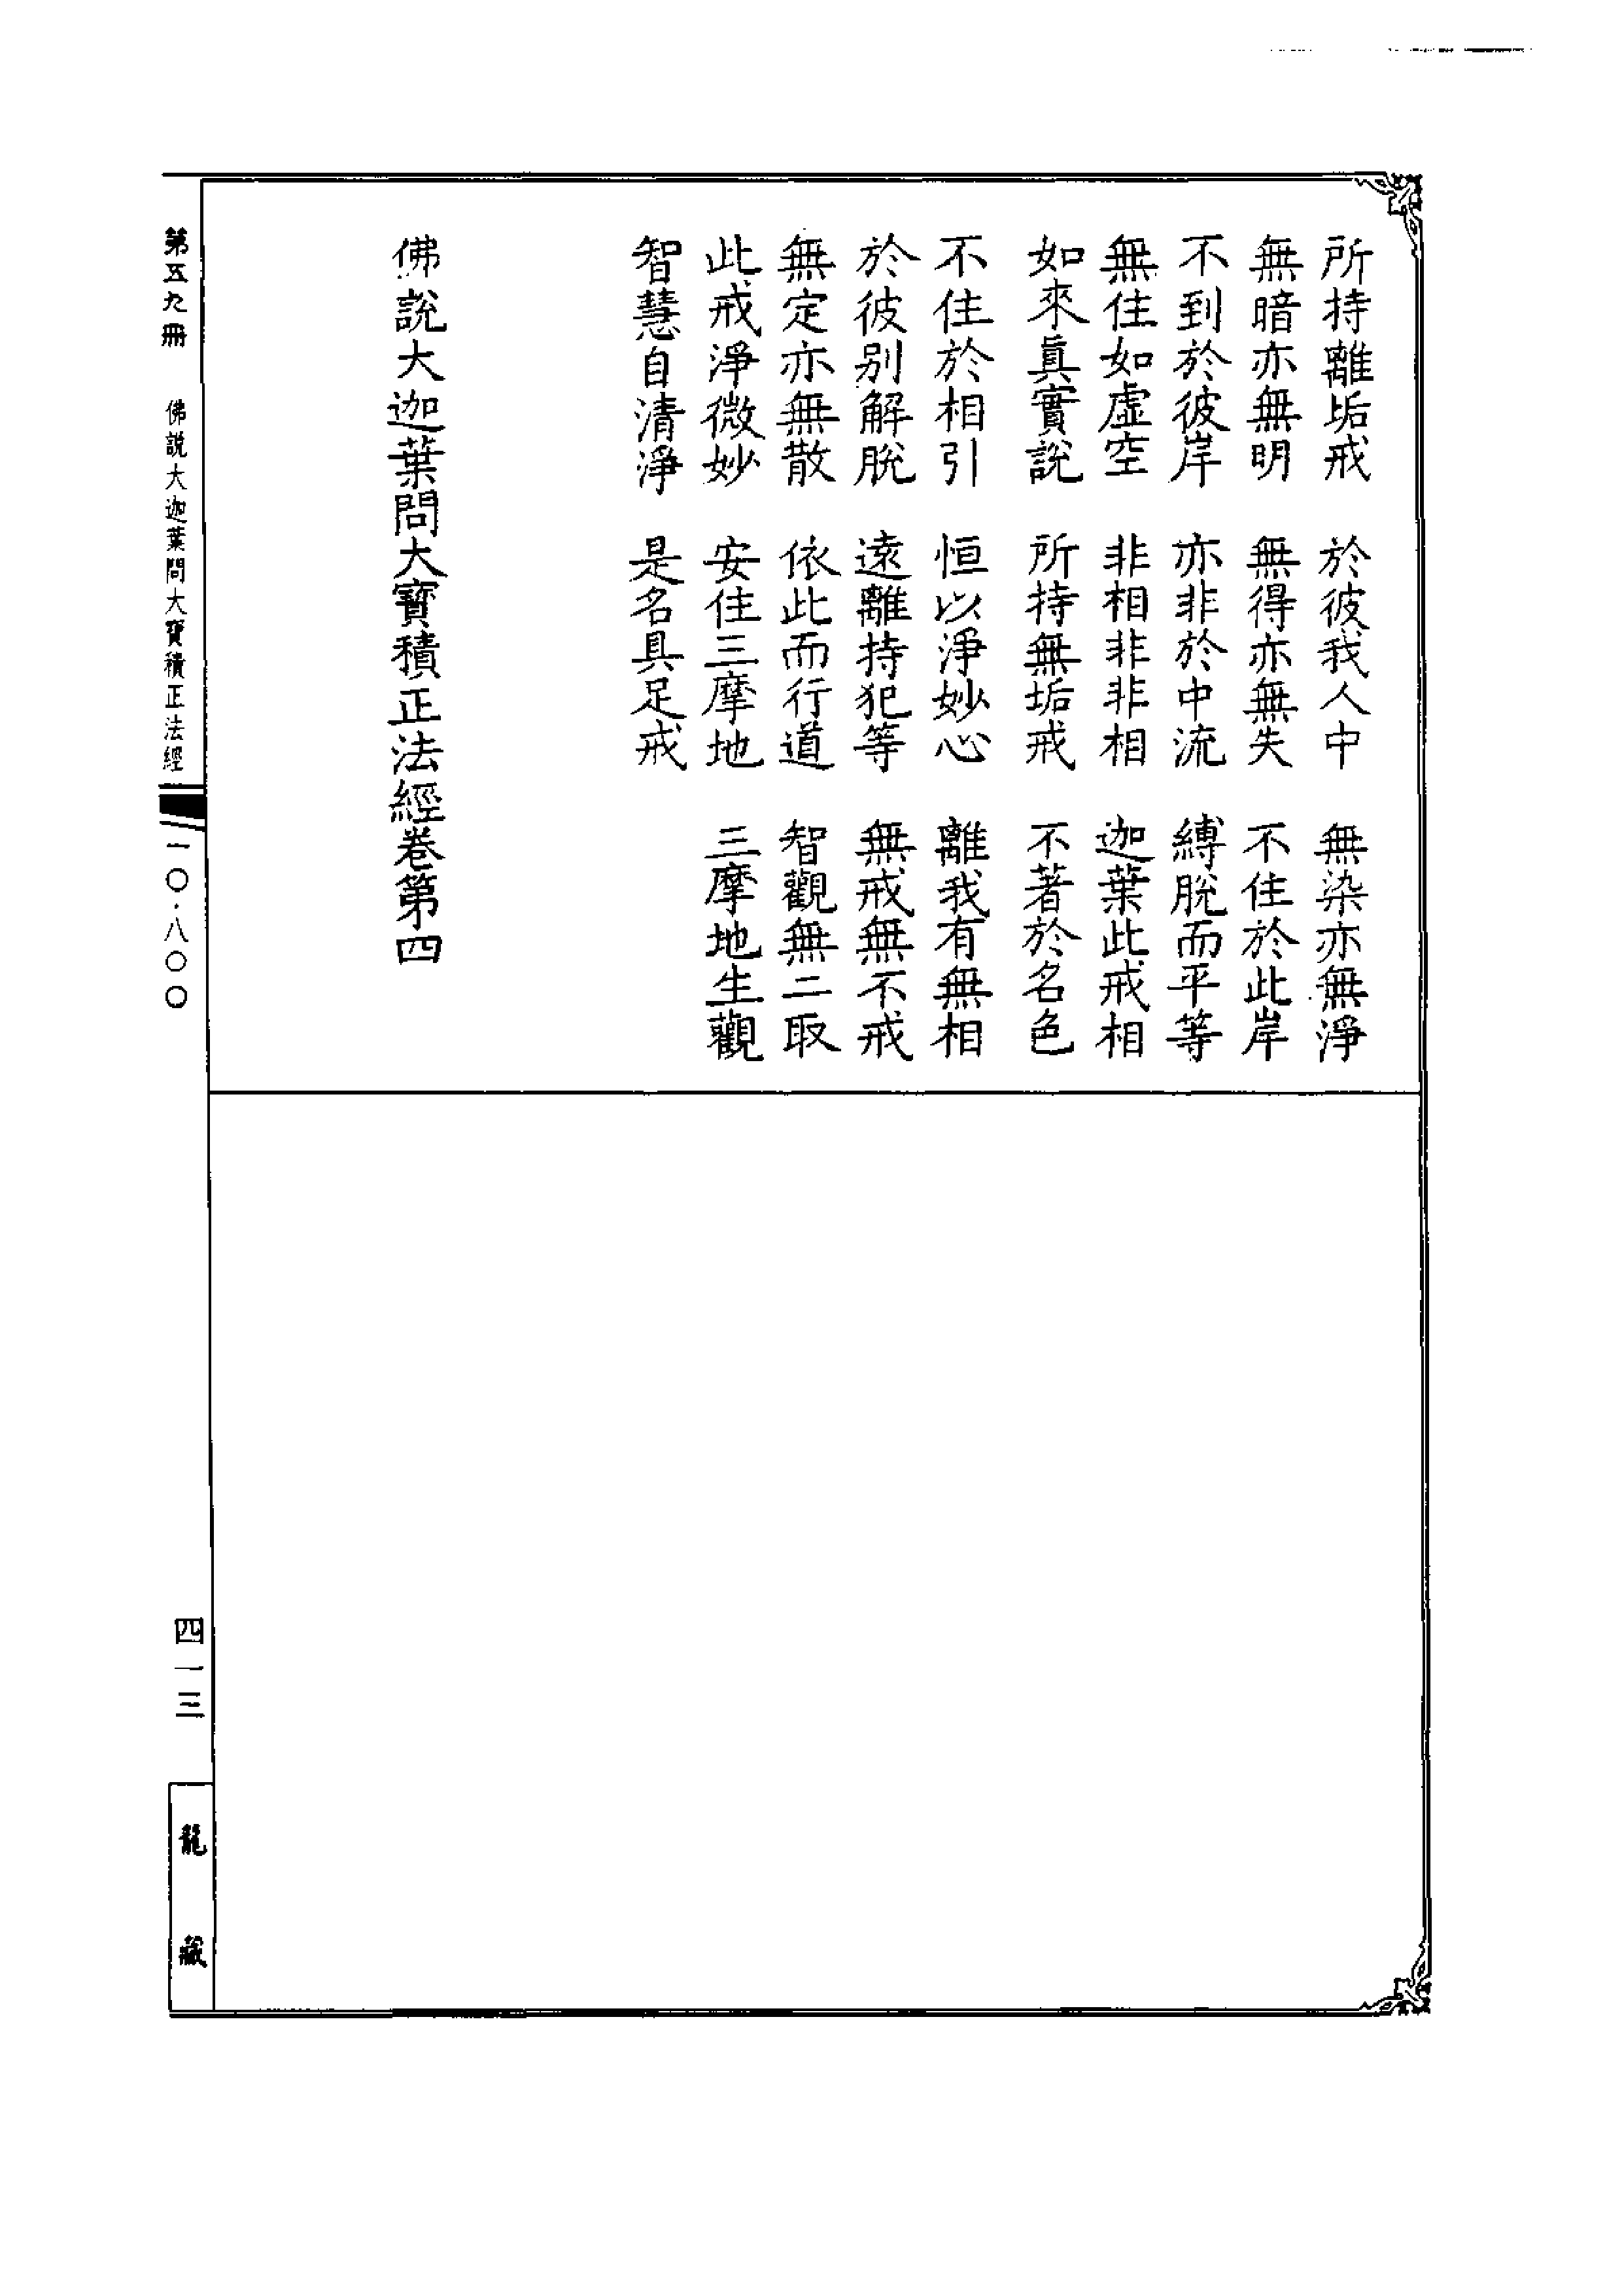 所持離垢戒　於彼我人中　無染亦無淨
無暗亦無明　無得亦無失　不住於此岸
不到於彼岸　亦非於中流　縛脫而平等
無住如虛空　非相非非相　迦葉此戒相
如來眞實說　所持無垢戒　不著於名色
不住於相引　恒以淨妙心　離我有無相
於彼别解脫　遠離持犯等　無戒無不戒
無定亦無散　依此而行道　智觀無二取
此戒淨微妙　安住三摩地　三摩地生觀
智慧自清淨　是名具足戒
佛說大迦葉問大寶積正法經卷第四
第五九冊　佛說大迦葉問大寶積正法經　一〇·八〇〇
四一三
龍藏